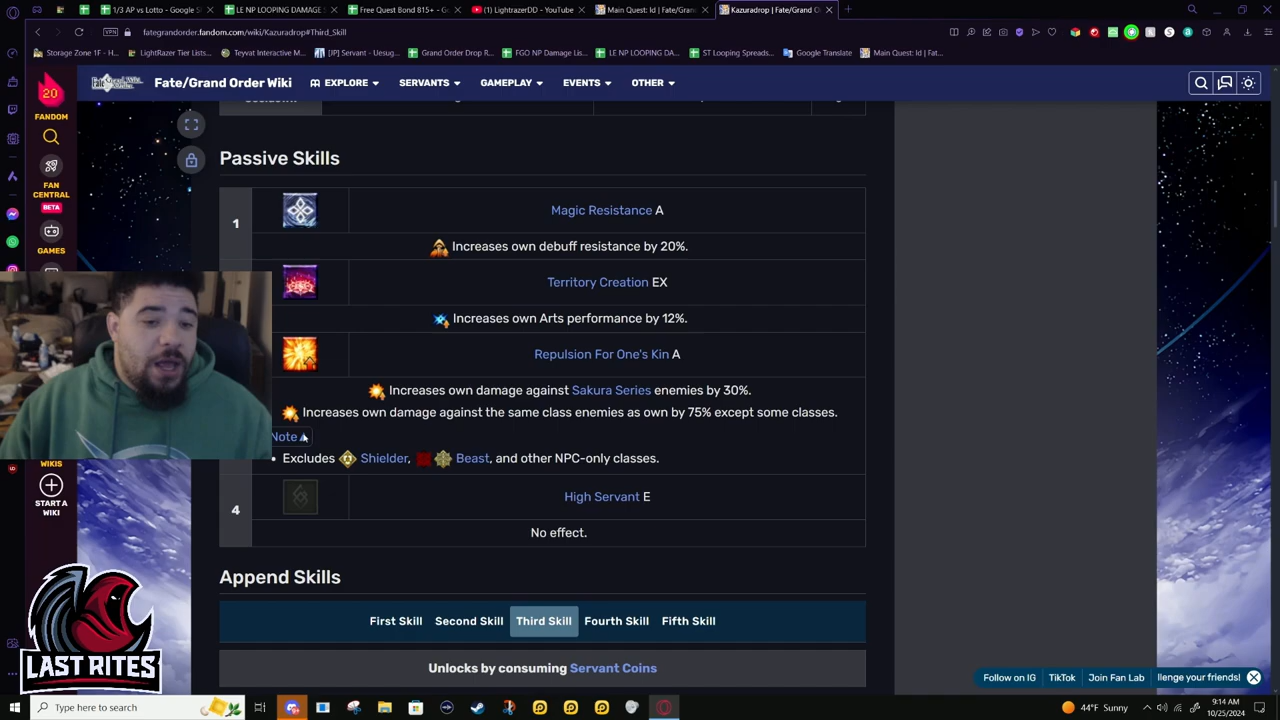 1/3 AP vs Lotto - Google S
LE NP LOOPING DAMAGE
Free Quest Bond 815+ - G
(1) LightrazerDD - YouTube
Main Quest: Id | Fate/Gran
Kazuradrop | Fate/Grand O
VPN
fategrandorder.fandom.com/wiki/Kazuradrop#Third_Skill
Storage Zone 1F - H...
LightRazer Tier Lists...
Teyvat Interactive M...
[JP] Servant - Uesug...
Grand Order Drop R...
FGO NP Damage Lis...
LE NP LOOPING DA...
ST Looping Spreads...
Google Translate
Main Quest: Id | Fat...
20
FANDOM
FAN
CENTRAL
BETA
GAMES
WIKIS
START A
WIKI
Fate/Grand Order Wiki
EXPLORE
SERVANTS
GAMEPLAY
EVENTS
OTHER
Passive Skills
1
Magic Resistance A
Increases own debuff resistance by 20%.
Territory Creation EX
Increases own Arts performance by 12%.
Repulsion For One's Kin A
Increases own damage against Sakura Series enemies by 30%.
Increases own damage against the same class enemies as own by 75% except some classes.
Note
• Excludes Shielder, Beast, and other NPC-only classes.
4
High Servant E
No effect.
Append Skills
First Skill
Second Skill
Third Skill
Fourth Skill
Fifth Skill
Unlocks by consuming Servant Coins
Follow on IG
TikTok
Join Fan Lab
llenge your friends!
LAST RITES
Type here to search
44°F Sunny
9:14 AM
10/25/2024